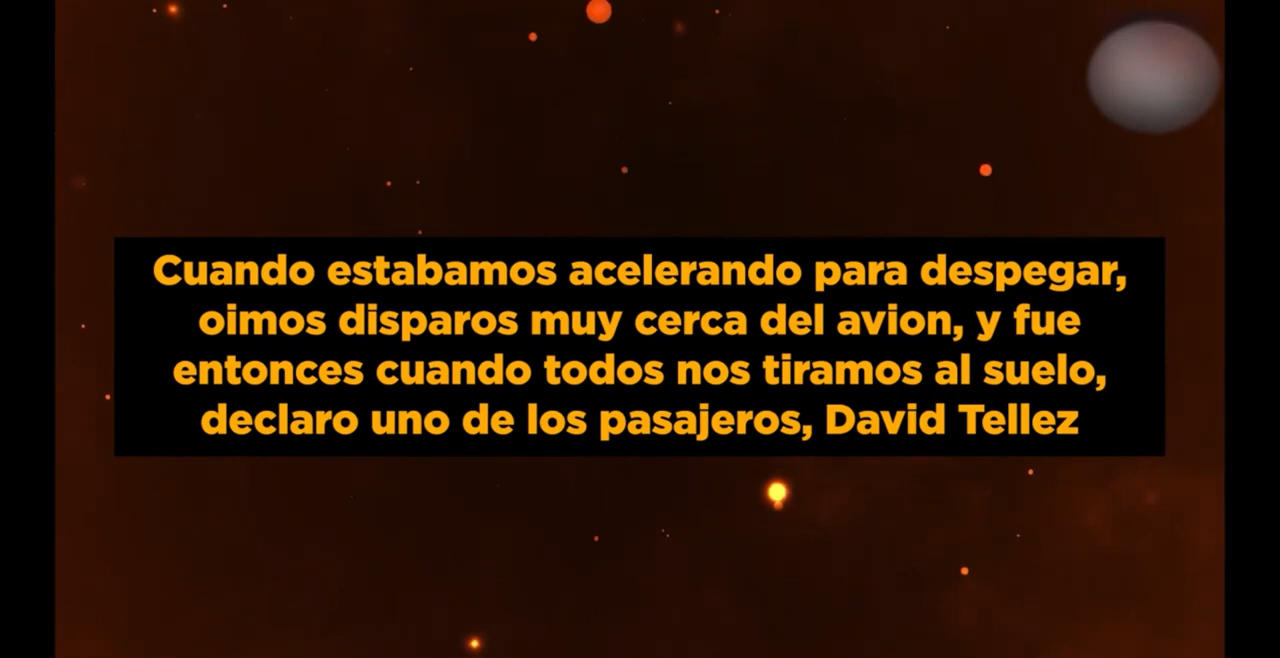 Cuando estabamos acelerando para despegar,
oimos disparos muy cerca del avion, y fue
entonces cuando todos nos tiramos al suelo,
declaro uno de los pasajeros, David Tellez